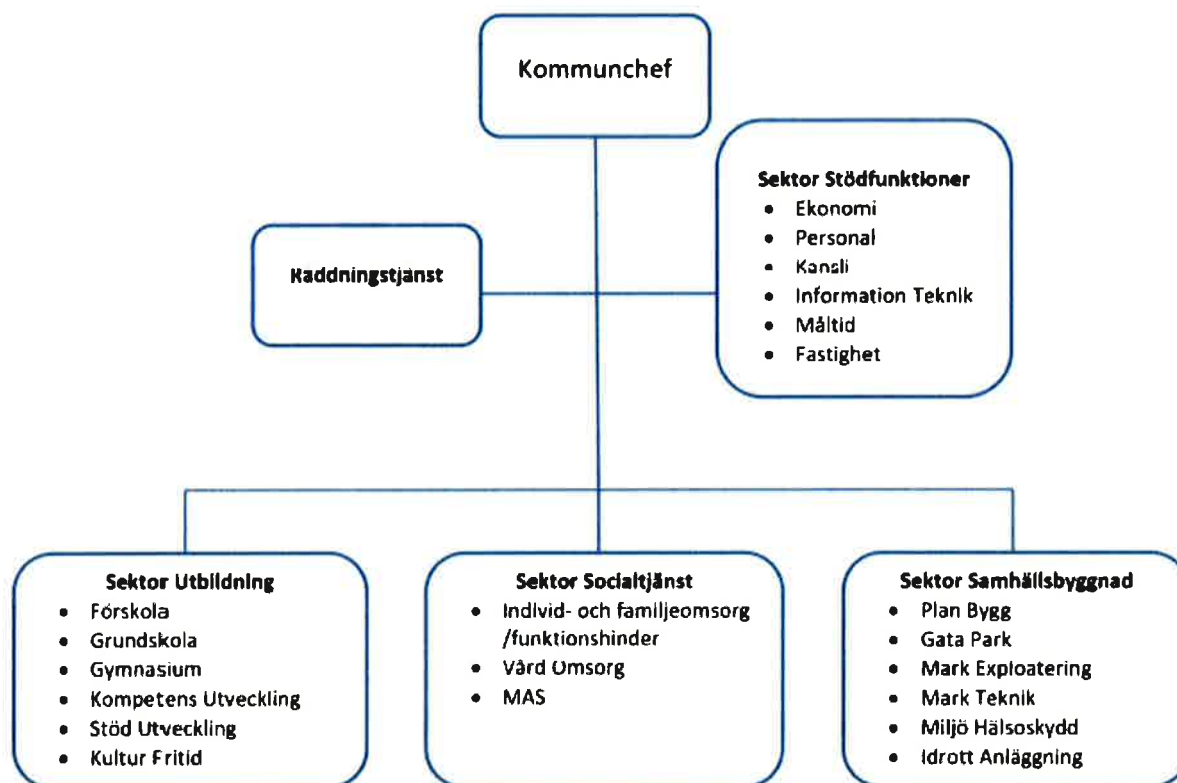 Kommunchef
Sektor Stödfunktioner
• Ekonomi
• Personal
• Kansli
• Information Teknik
• Måltid
• Fastighet
Räddningstjänst
Sektor Utbildning
• Förskola
• Grundskola
• Gymnasium
• Kompetens Utveckling
• Stöd Utveckling
• Kultur Fritid
Sektor Socialtjänst
• Individ- och familjeomsorg
/funktionshinder
• Vård Omsorg
• MAS
Sektor Samhällsbyggnad
• Plan Bygg
• Gata Park
• Mark Exploatering
• Mark Teknik
• Miljö Hälsoskydd
• Idrott Anläggning